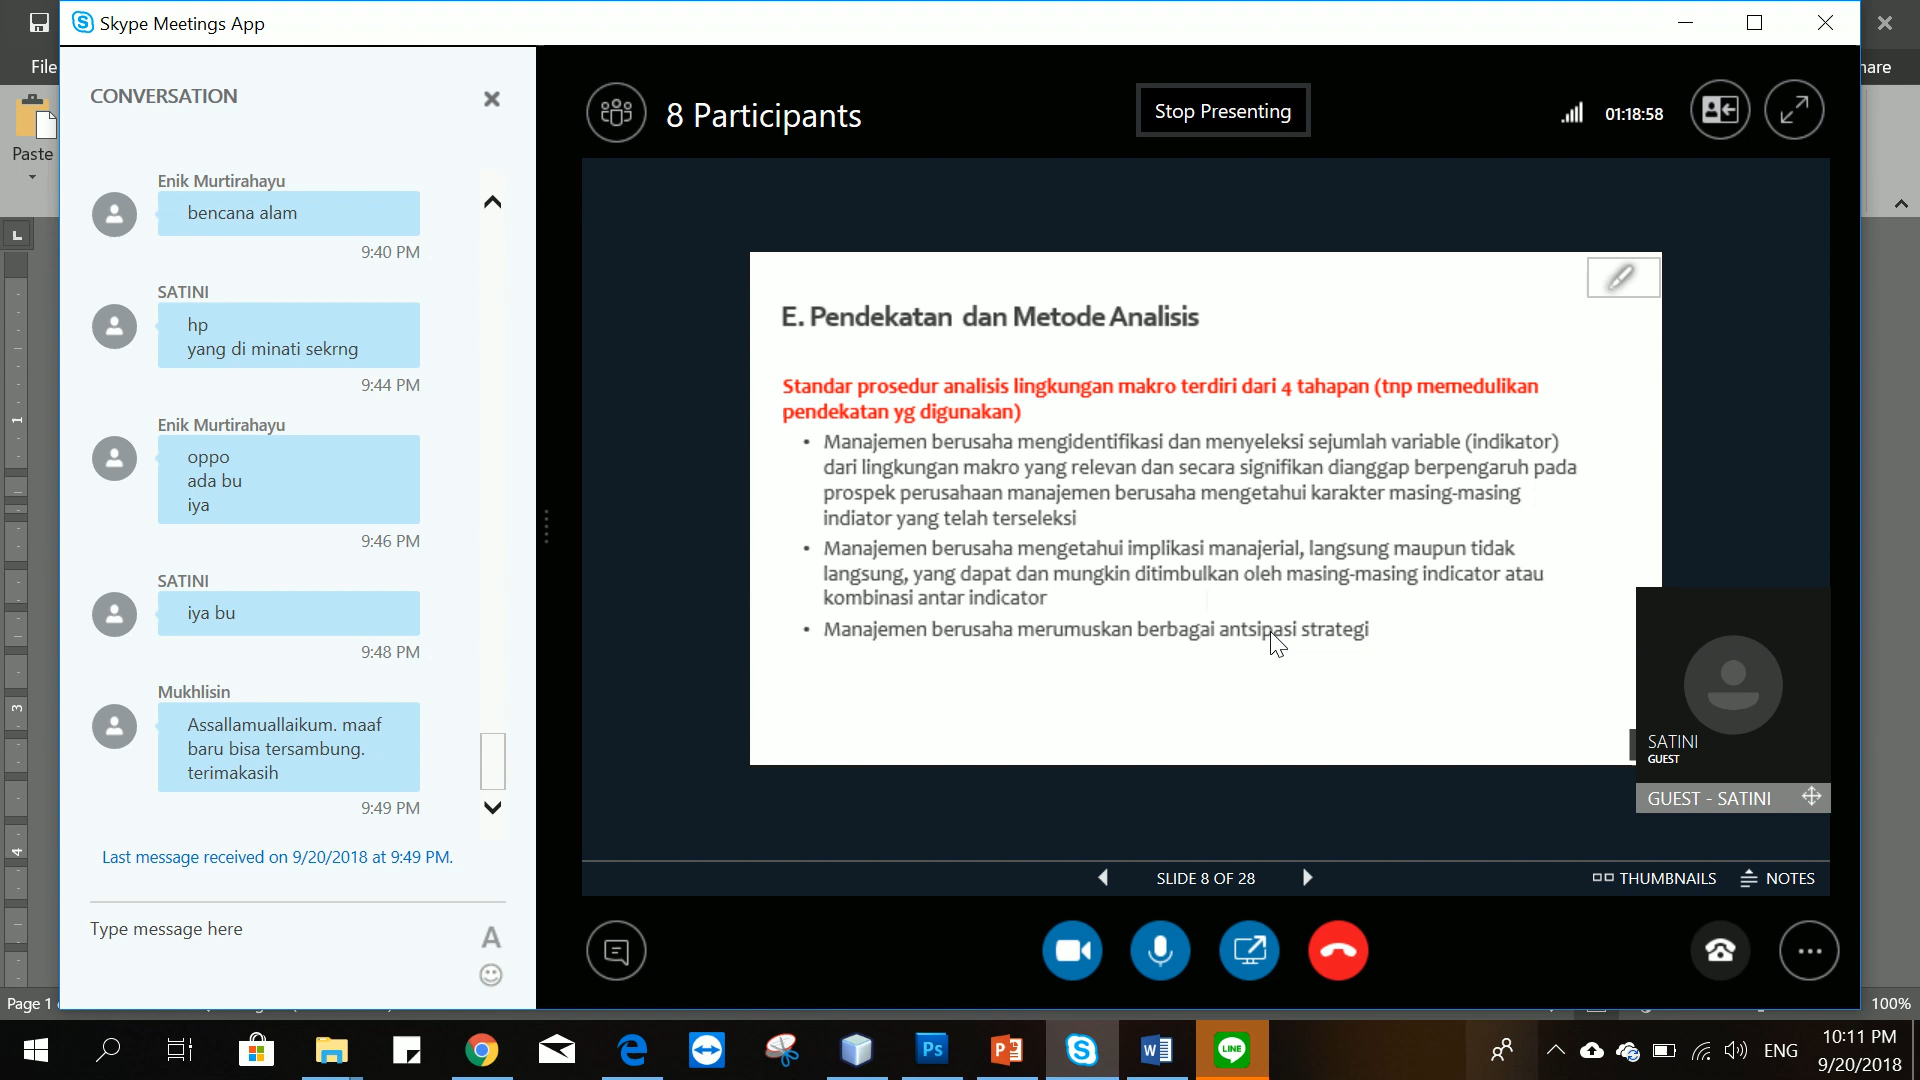 Skype Meetings App
File
Paste
hare
CONVERSATION
Enik Murtirahayu
bencana alam
9:40 PM
SATINI
hp
yang di minati sekrng
9:44 PM
Enik Murtirahayu
oppo
ada bu
iya
9:46 PM
SATINI
iya bu
9:48 PM
Mukhlisin
Assallamuallaikum. maaf
baru bisa tersambung.
terimakasih
9:49 PM
Last message received on 9/20/2018 at 9:49 PM.
Type message here
8 Participants
Stop Presenting
01:18:58
E. Pendekatan dan Metode Analisis
Standar prosedur analisis lingkungan makro terdiri dari 4 tahapan (tnp memedulikan
pendekatan yg digunakan)
• Manajemen berusaha mengidentifikasi dan menyeleksi sejumlah variable (indikator)
dari lingkungan makro yang relevan dan secara signifikan dianggap berpengaruh pada
prospek perusahaan manajemen berusaha mengetahui karakter masing-masing
indiator yang telah terseleksi
• Manajemen berusaha mengetahui implikasi manajerial, langsung maupun tidak
langsung, yang dapat dan mungkin ditimbulkan oleh masing-masing indicator atau
kombinasi antar indicator
• Manajemen berusaha merumuskan berbagai antsipasi strategi
SATINI
GUEST
GUEST - SATINI
SLIDE 8 OF 28
THUMBNAILS
NOTES
Page 1
100%
Ps
LINE
ENG
10:11 PM
9/20/2018